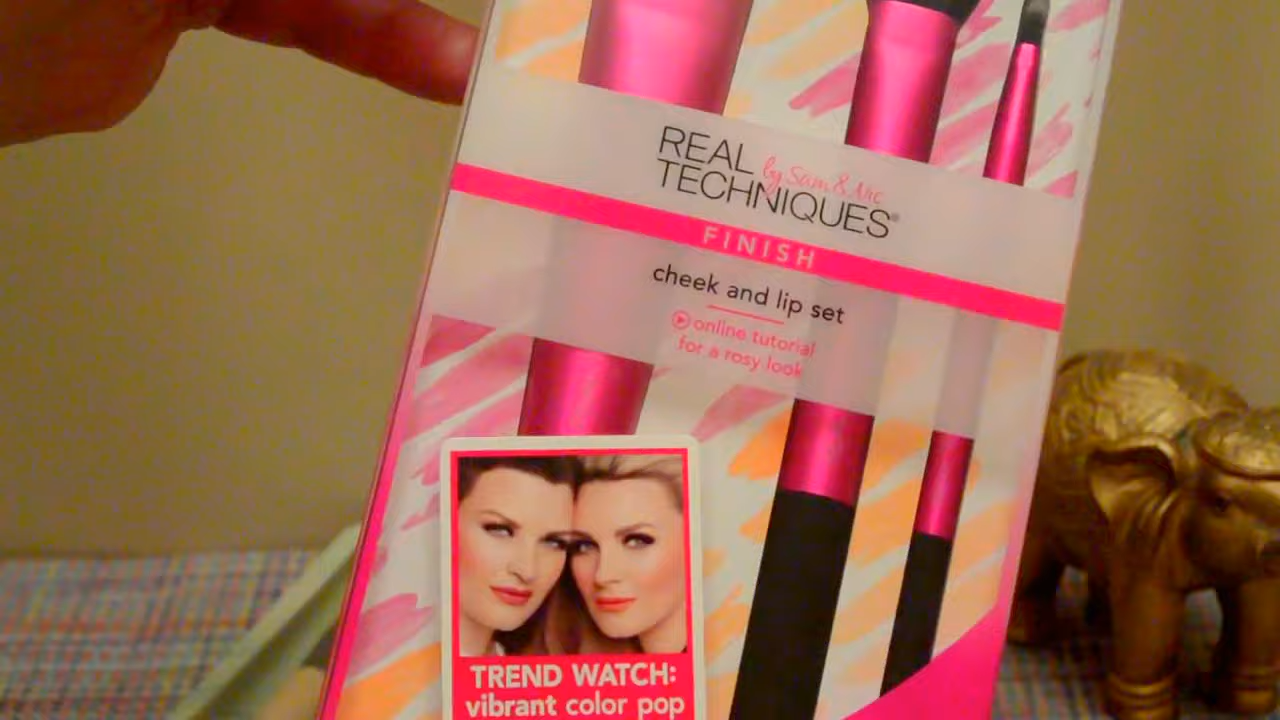 REAL
by Sam & Nic
TECHNIQUES®
FINISH
cheek and lip set
online tutorial
for a rosy look
TREND WATCH:
vibrant color pop